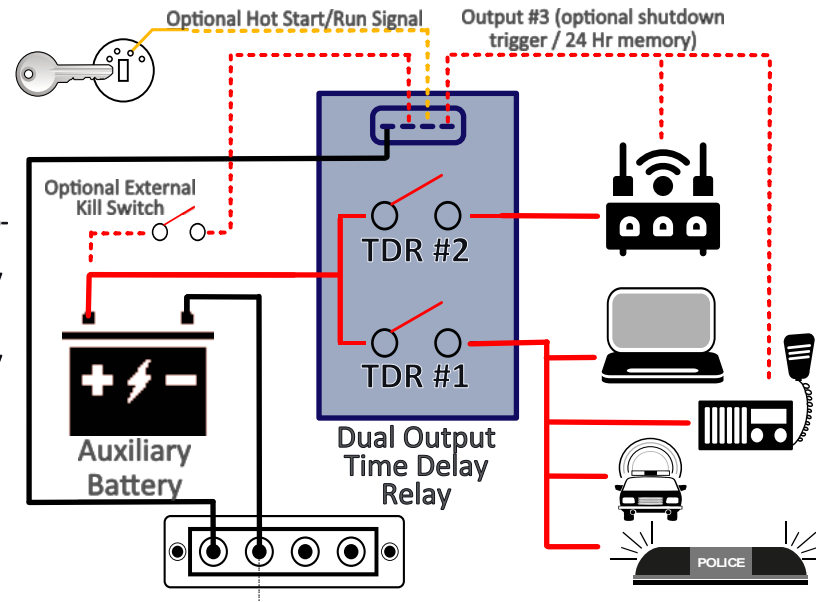 Optional Hot Start/Run Signal
Output #3 (optional shutdown
trigger / 24 Hr memory)
Optional External
Kill Switch
TDR #2
TDR #1
Auxiliary
Battery
Dual Output
Time Delay
Relay
POLICE